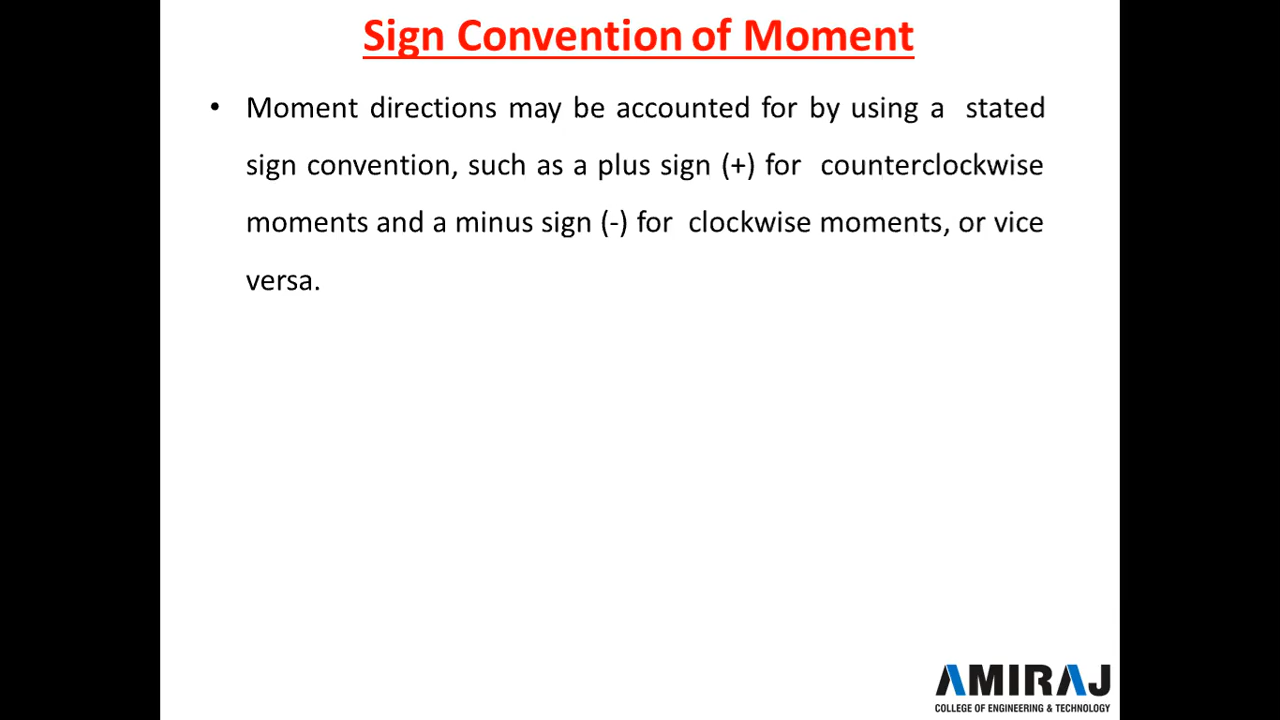 Sign Convention of Moment
• Moment directions may be accounted for by using a stated
sign convention, such as a plus sign (+) for counterclockwise
moments and a minus sign (-) for clockwise moments, or vice
versa.
AMIRAJ
COLLEGE OF ENGINEERING & TECHNOLOGY